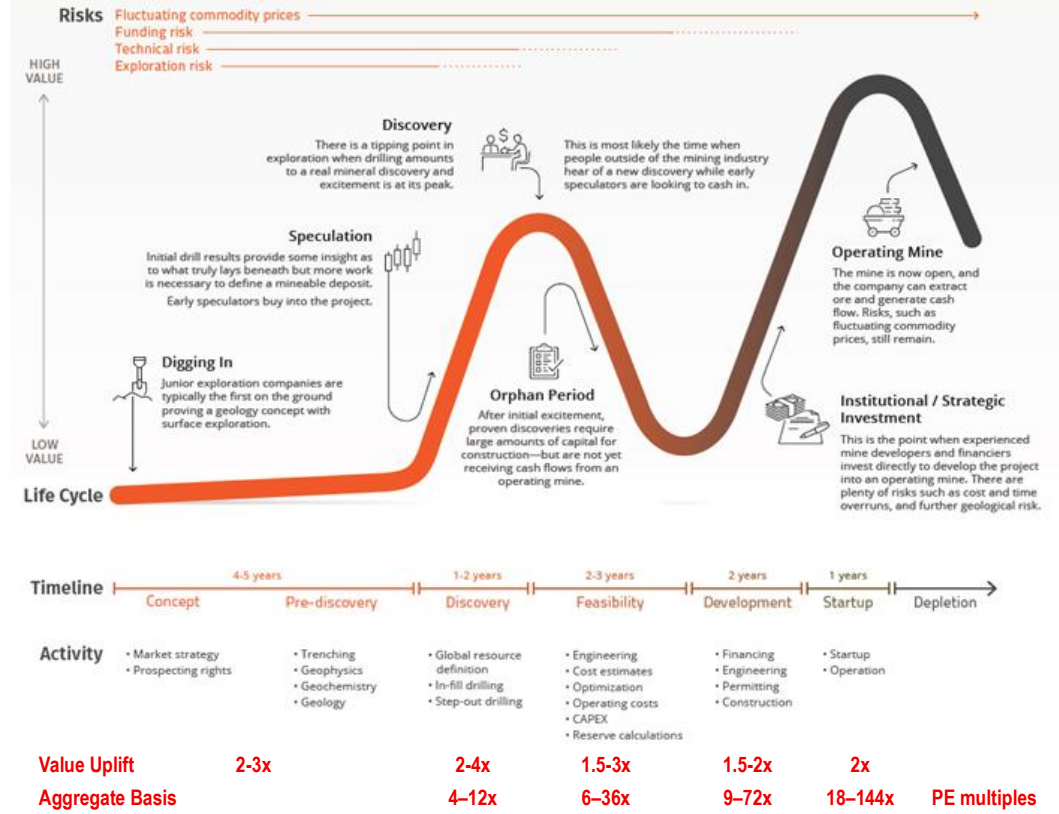 Risks Fluctuating commodity prices
Funding risk
Technical risk
Exploration risk
HIGH
VALUE
Discovery
There is a tipping point in
exploration when drilling amounts
to a real mineral discovery and
excitement is at its peak.
$
This is most likely the time when
people outside of the mining industry
hear of a new discovery while early
speculators are looking to cash in.
Speculation
Initial drill results provide some insight as
to what truly lays beneath but more work
is necessary to define a mineable deposit.
Early speculators buy into the project.
Digging In
Junior exploration companies are
typically the first on the ground
proving a geology concept with
surface exploration.
Orphan Period
After initial excitement,
proven discoveries require
large amounts of capital for
construction—but are not yet
receiving cash flows from an
operating mine.
Operating Mine
The mine is now open, and
the company can extract
ore and generate cash
flow. Risks, such as
fluctuating commodity
prices, still remain.
Institutional / Strategic
Investment
This is the point when experienced
mine developers and financiers
invest directly to develop the project
into an operating mine. There are
plenty of risks such as cost and time
overruns, and further geological risk.
LOW
VALUE
Life Cycle
Timeline
4-5 years 1-2 years 2-3 years 2 years 1 years
Concept Pre-discovery Discovery Feasibility Development Startup Depletion
Activity
• Market strategy
• Prospecting rights
• Trenching
• Geophysics
• Geochemistry
• Geology
• Global resource
definition
• In-fill drilling
• Step-out drilling
• Engineering
• Cost estimates
• Optimization
• Operating costs
• CAPEX
• Reserve calculations
• Financing
• Engineering
• Permitting
• Construction
• Startup
• Operation
Value Uplift 2-3x 2-4x 1.5-3x 1.5-2x 2x
Aggregate Basis 4–12x 6–36x 9–72x 18–144x PE multiples